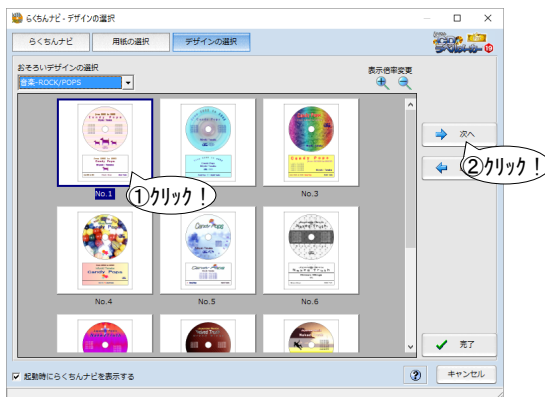 らくちんナビ・デザインの選択
らくちんナビ
用紙の選択
デザインの選択
おそろいデザインの選択
音楽-ROCK/POPS
表示倍率変更
No.1
No.3
No.4
No.5
No.6
①クリック！
次へ
②クリック！
完了
起動時にらくちんナビを表示する
キャンセル